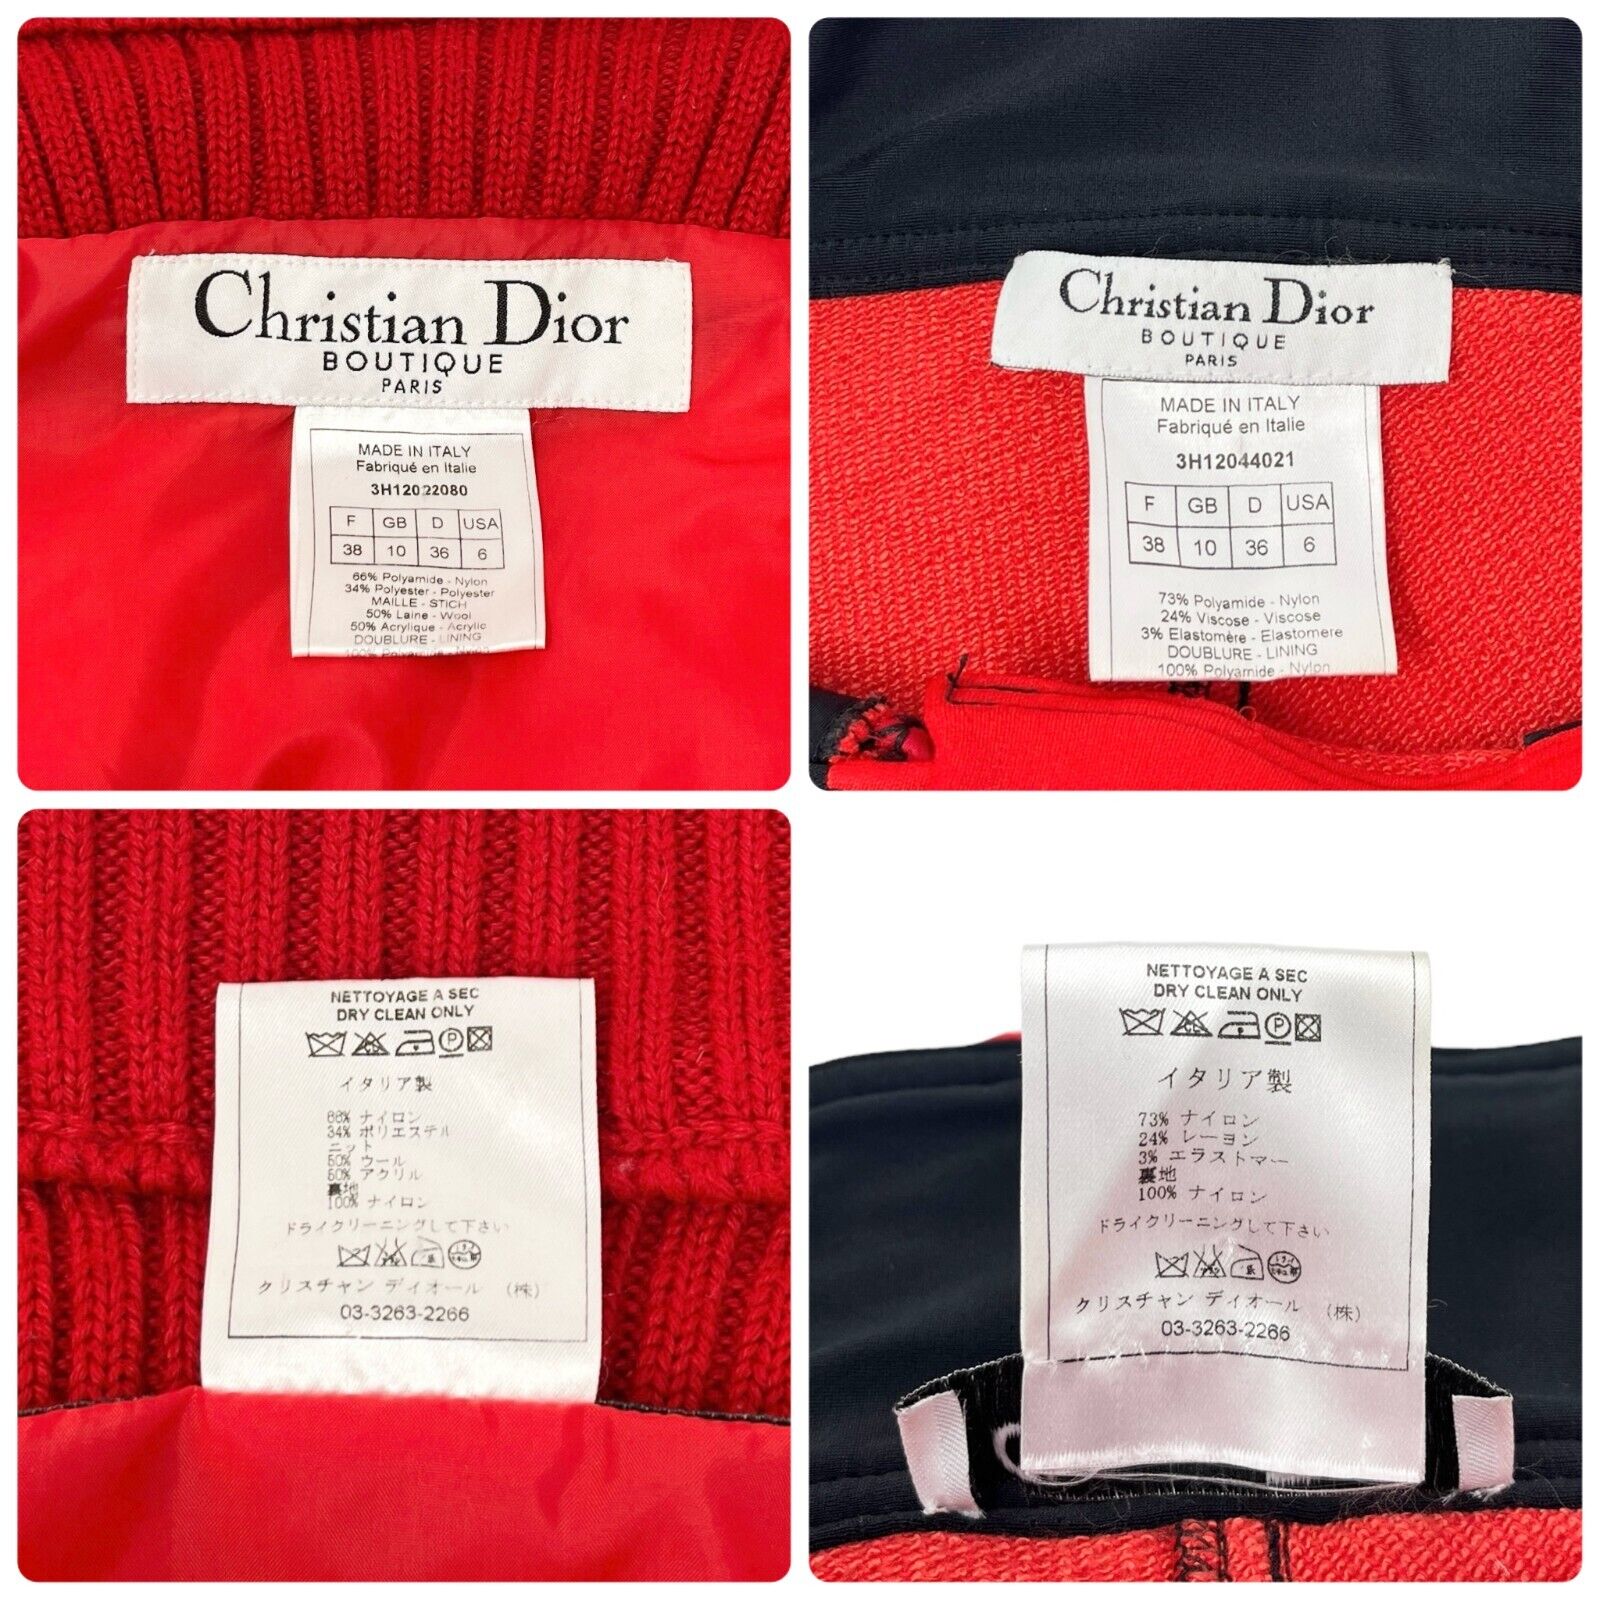 Christian Dior
BOUTIQUE
PARIS
MADE IN ITALY
Fabriqué en Italie
3H12022080
F GB D USA
38 10 36 6
66% Polyamide - Nylon
34% Polyester - Polyester
MAILLE - STICH
50% Laine - Wool
50% Acrylique - Acrylic
DOUBLURE - LINING
100% Polyamide - Nylon
Christian Dior
BOUTIQUE
PARIS
MADE IN ITALY
Fabriqué en Italie
3H12044021
F GB D USA
38 10 36 6
73% Polyamide - Nylon
24% Viscose - Viscose
3% Elastomère - Elastomere
DOUBLURE - LINING
100% Polyamide - Nylon
NETTOYAGE A SEC
DRY CLEAN ONLY
イタリア製
66% ナイロン
34% ポリエステル
ニット
50% ウール
50% アクリル
裏地
100% ナイロン
ドライクリーニングして下さい
クリスチャン ディオール (株)
03-3263-2266
NETTOYAGE A SEC
DRY CLEAN ONLY
イタリア製
73% ナイロン
24% レーヨン
3% エラストマー
裏地
100% ナイロン
ドライクリーニングして下さい
クリスチャン ディオール (株)
03-3263-2266